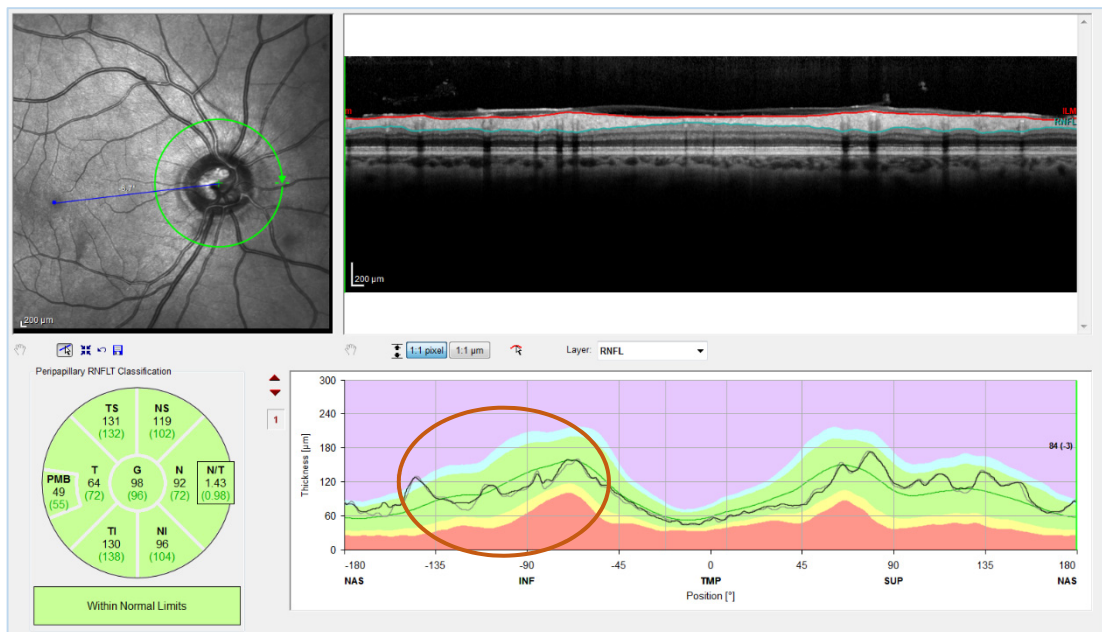 200 µm
ILM
RNFL
200 µm
1:1 pixel 1:1 µm Layer: RNFL
Peripapillary RNFLT Classification
TS
131
(132)
NS
119
(102)
PMB
49
(55)
T
64
(72)
G
98
(96)
N
92
(72)
N/T
1.43
(0.98)
TI
130
(138)
NI
96
(104)
Within Normal Limits
1
Thickness [µm]
300
240
180
120
60
0
84 (-3)
-180 -135 -90 -45 0 45 90 135 180
NAS INF TMP SUP NAS
Position [°]